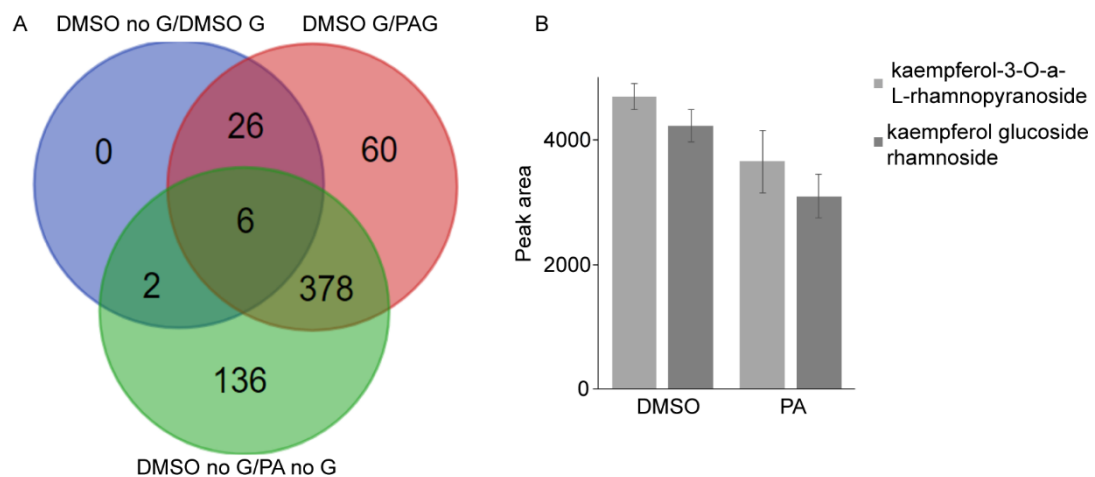 A
DMSO no G/DMSO G
DMSO G/PAG
0
26
60
6
2
378
136
DMSO no G/PA no G
B
Peak area
4000
2000
0
DMSO
PA
kaempferol-3-O-a-
L-rhamnopyranoside
kaempferol glucoside
rhamnoside